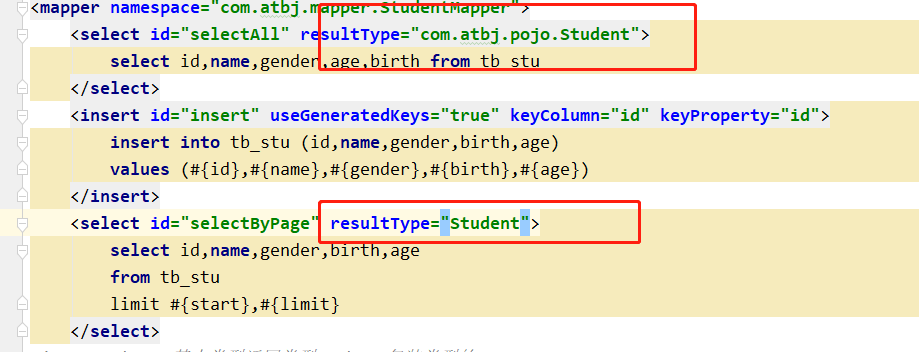 <mapper namespace="com.atbj.mapper.StudentMapper">
<select id="selectAll" resultType="com.atbj.pojo.Student">
select id,name,gender,age,birth from tb_stu
</select>
<insert id="insert" useGeneratedKeys="true" keyColumn="id" keyProperty="id">
insert into tb_stu (id,name,gender,birth,age)
values (#{id},#{name},#{gender},#{birth},#{age})
</insert>
<select id="selectByPage" resultType="Student">
select id,name,gender,birth,age
from tb_stu
limit #{start},#{limit}
</select>